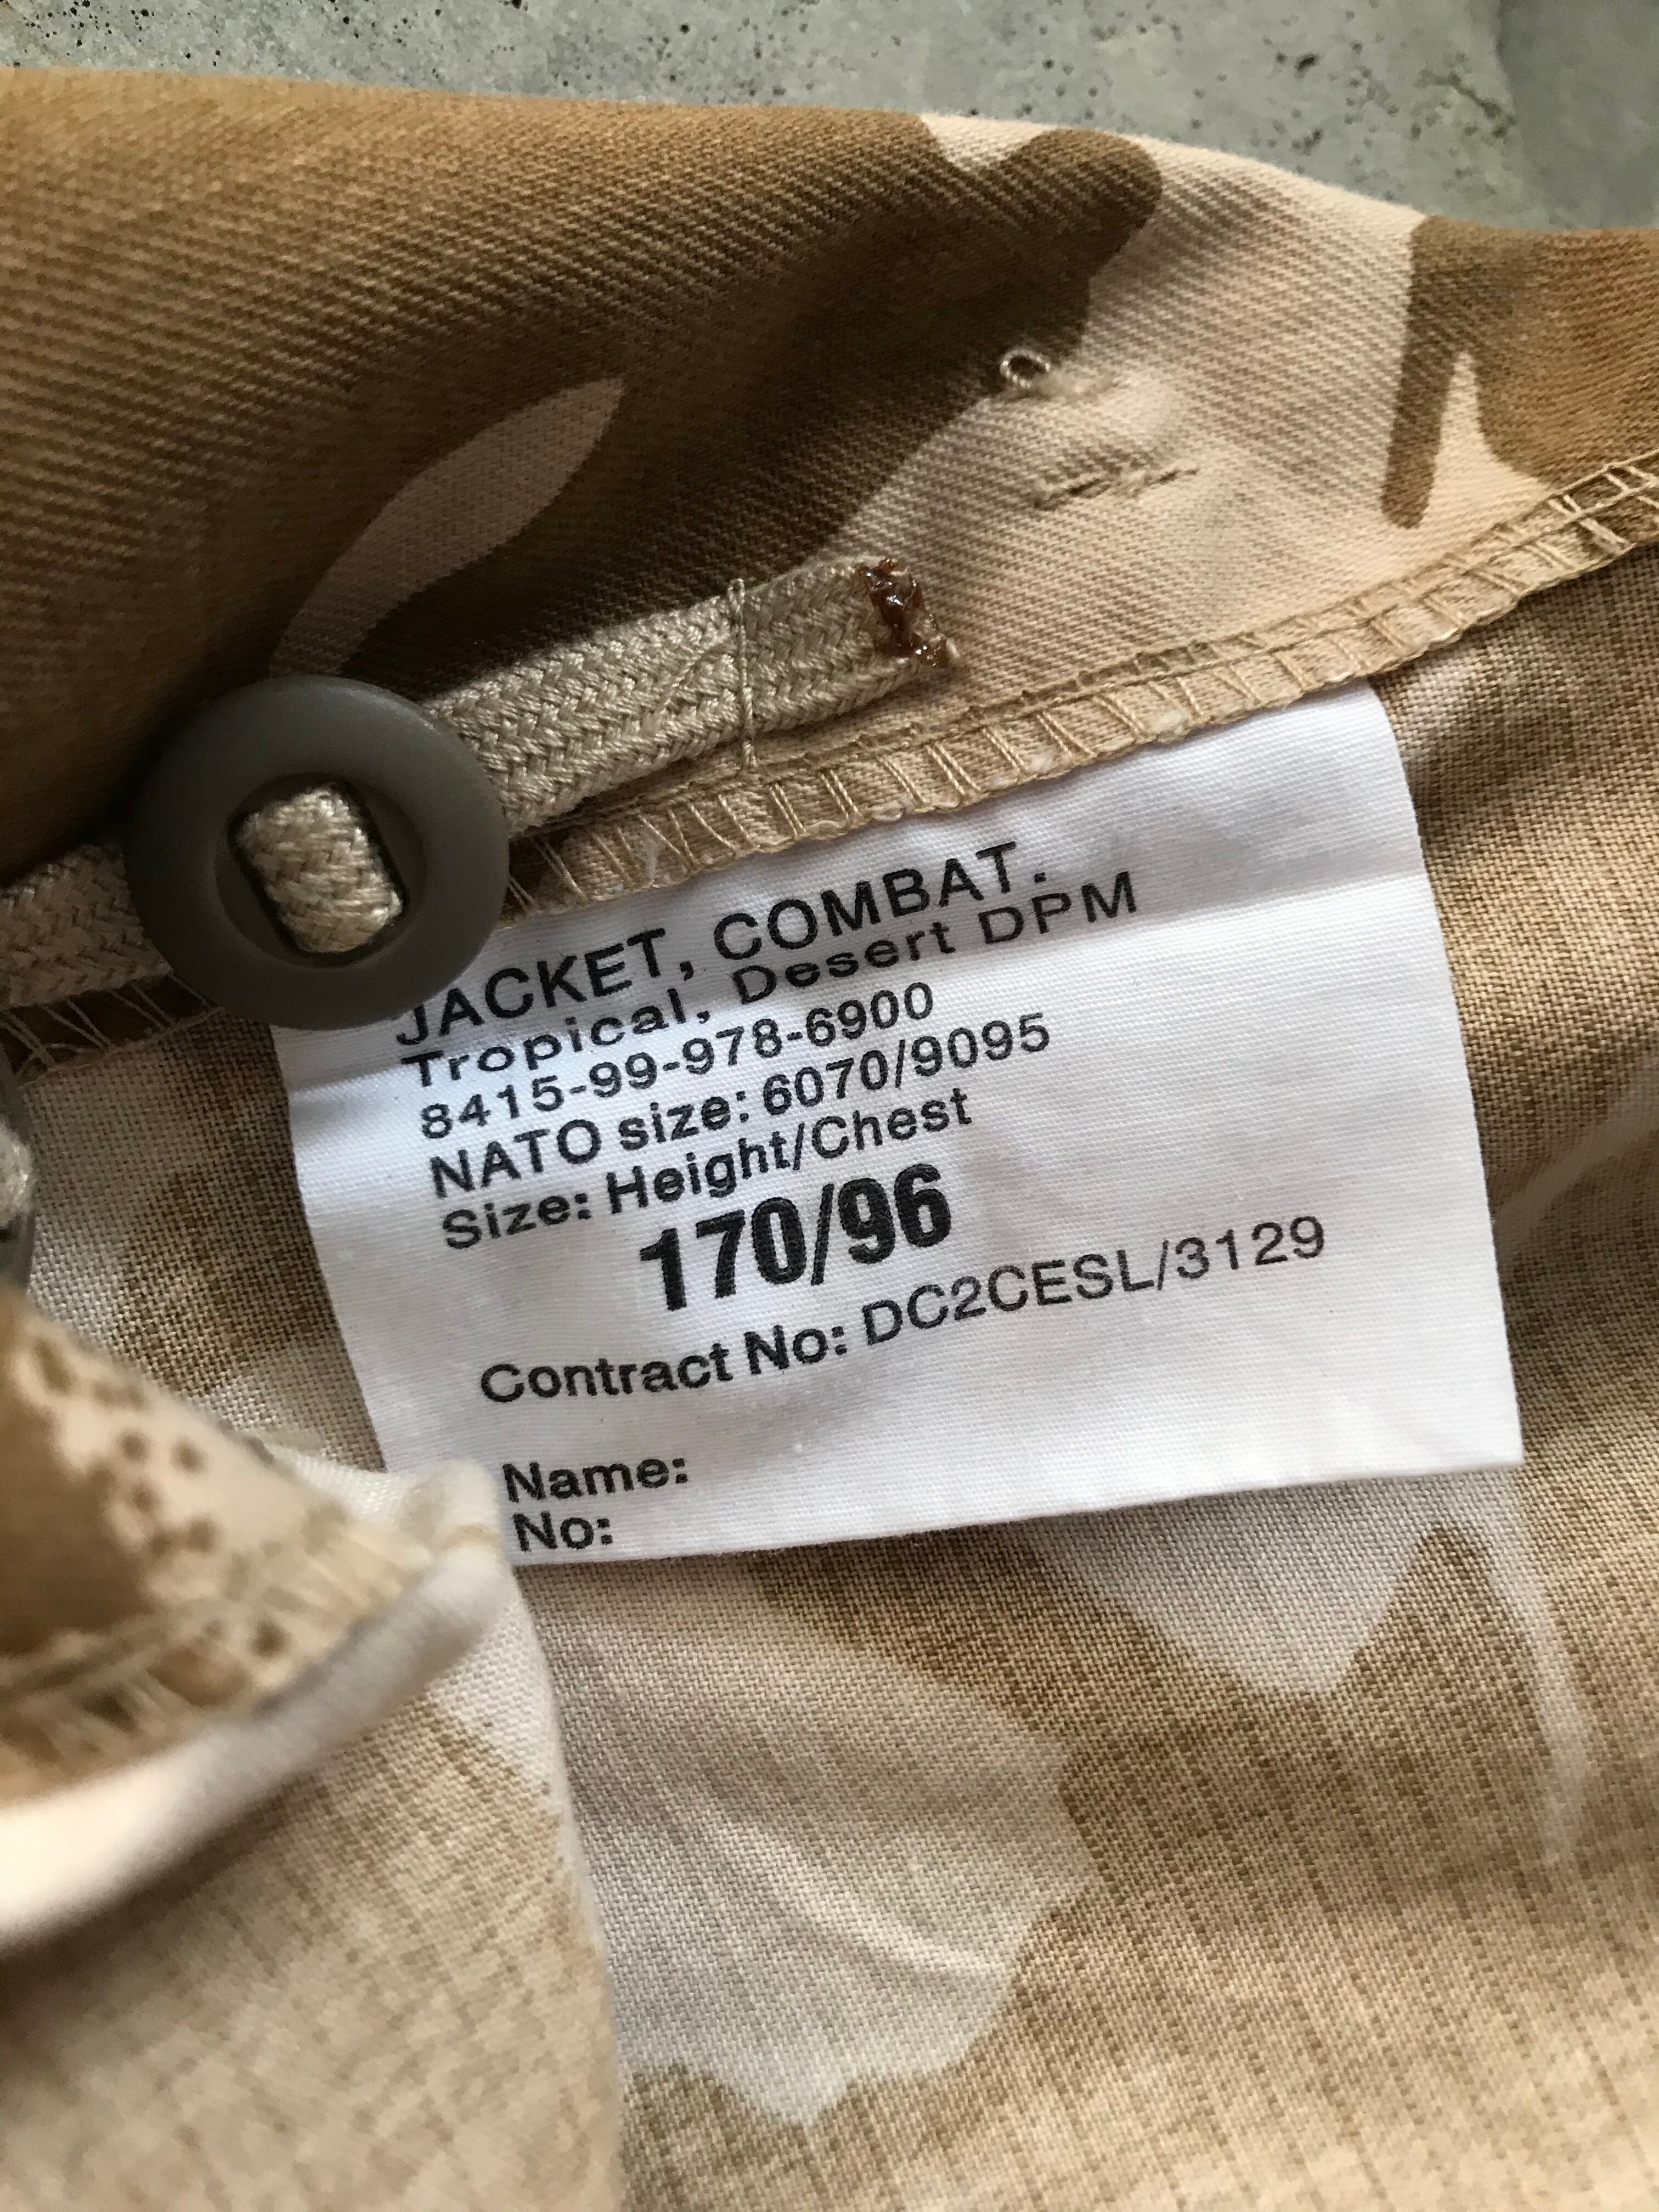 JACKET, COMBAT.
Tropical, Desert DPM
8415-99-978-6900
NATO size: 6070/9095
Size: Height/Chest
170/96
Contract No: DC2CESL/3129
Name:
No: